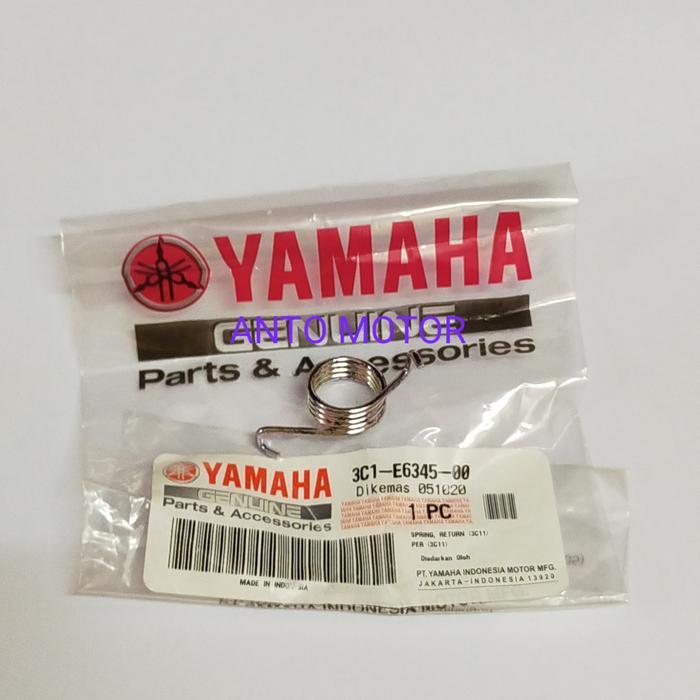 YAMAHA
GENUINE
ANTO MOTOR
Parts & Accessories
YAMAHA
GENUINE
Parts & Accessories
3C1-E6345-00
Dikemas 051020
1 PC
SPRING, RETURN (3C11)
PER (3C11)
Diedarkan Oleh
PT. YAMAHA INDONESIA MOTOR MFG.
JAKARTA-INDONESIA 13920
MADE IN INDONESIA